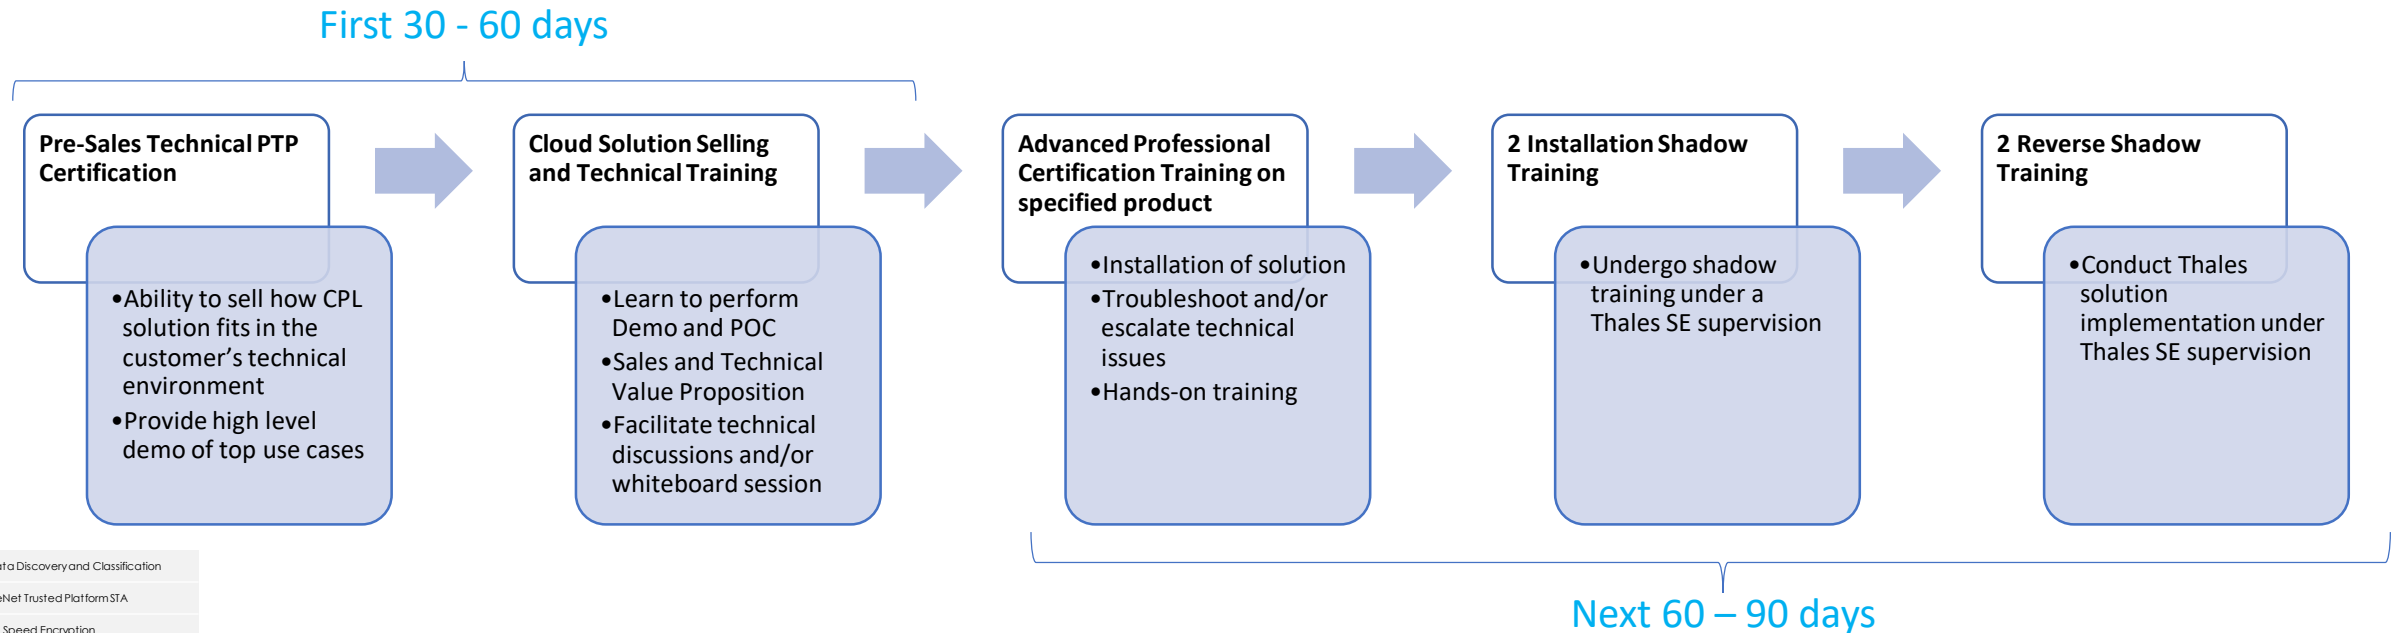 First 30 - 60 days
Pre-Sales Technical PTP
Certification
•Ability to sell how CPL
solution fits in the
customer’s technical
environment
•Provide high level
demo of top use cases
Cloud Solution Selling
and Technical Training
•Learn to perform
Demo and POC
•Sales and Technical
Value Proposition
•Facilitate technical
discussions and/or
whiteboard session
Advanced Professional
Certification Training on
specified product
•Installation of solution
•Troubleshoot and/or
escalate technical
issues
•Hands-on training
2 Installation Shadow
Training
•Undergo shadow
training under a
Thales SE supervision
2 Reverse Shadow
Training
•Conduct Thales
solution
implementation under
Thales SE supervision
Discovery and Classification
Trusted Platform STA
Speed Encryption
Next 60 – 90 days